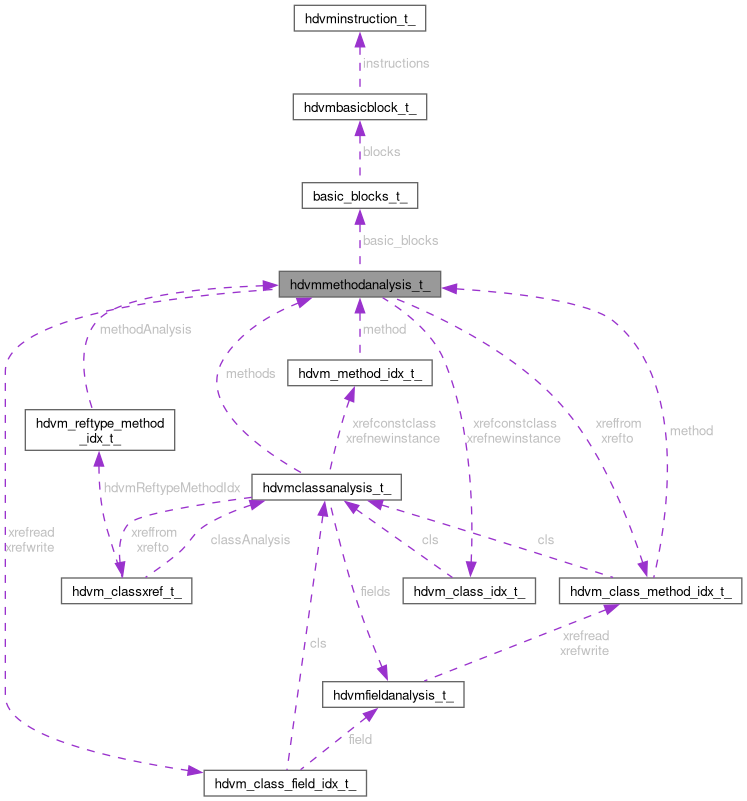 hdvminstruction_t_
instructions
hdvmbasicblock_t_
blocks
basic_blocks_t_
basic_blocks
hdvmmethodanalysis_t_
methodAnalysis
method
hdvm_method_idx_t_
methods
hdvm_reftype_method
_idx_t_
xrefconstclass
xrefnewinstance
xrefconstclass
xrefnewinstance
xreffrom
xrefto
method
hdvmclassanalysis_t_
hdvmReftypeMethodIdx
xrefread
xrefwrite
xreffrom
xrefto
classAnalysis
cls
cls
hdvm_classxref_t_
fields
hdvm_class_idx_t_
hdvm_class_method_idx_t_
cls
xrefread
xrefwrite
hdvmfieldanalysis_t_
field
hdvm_class_field_idx_t_